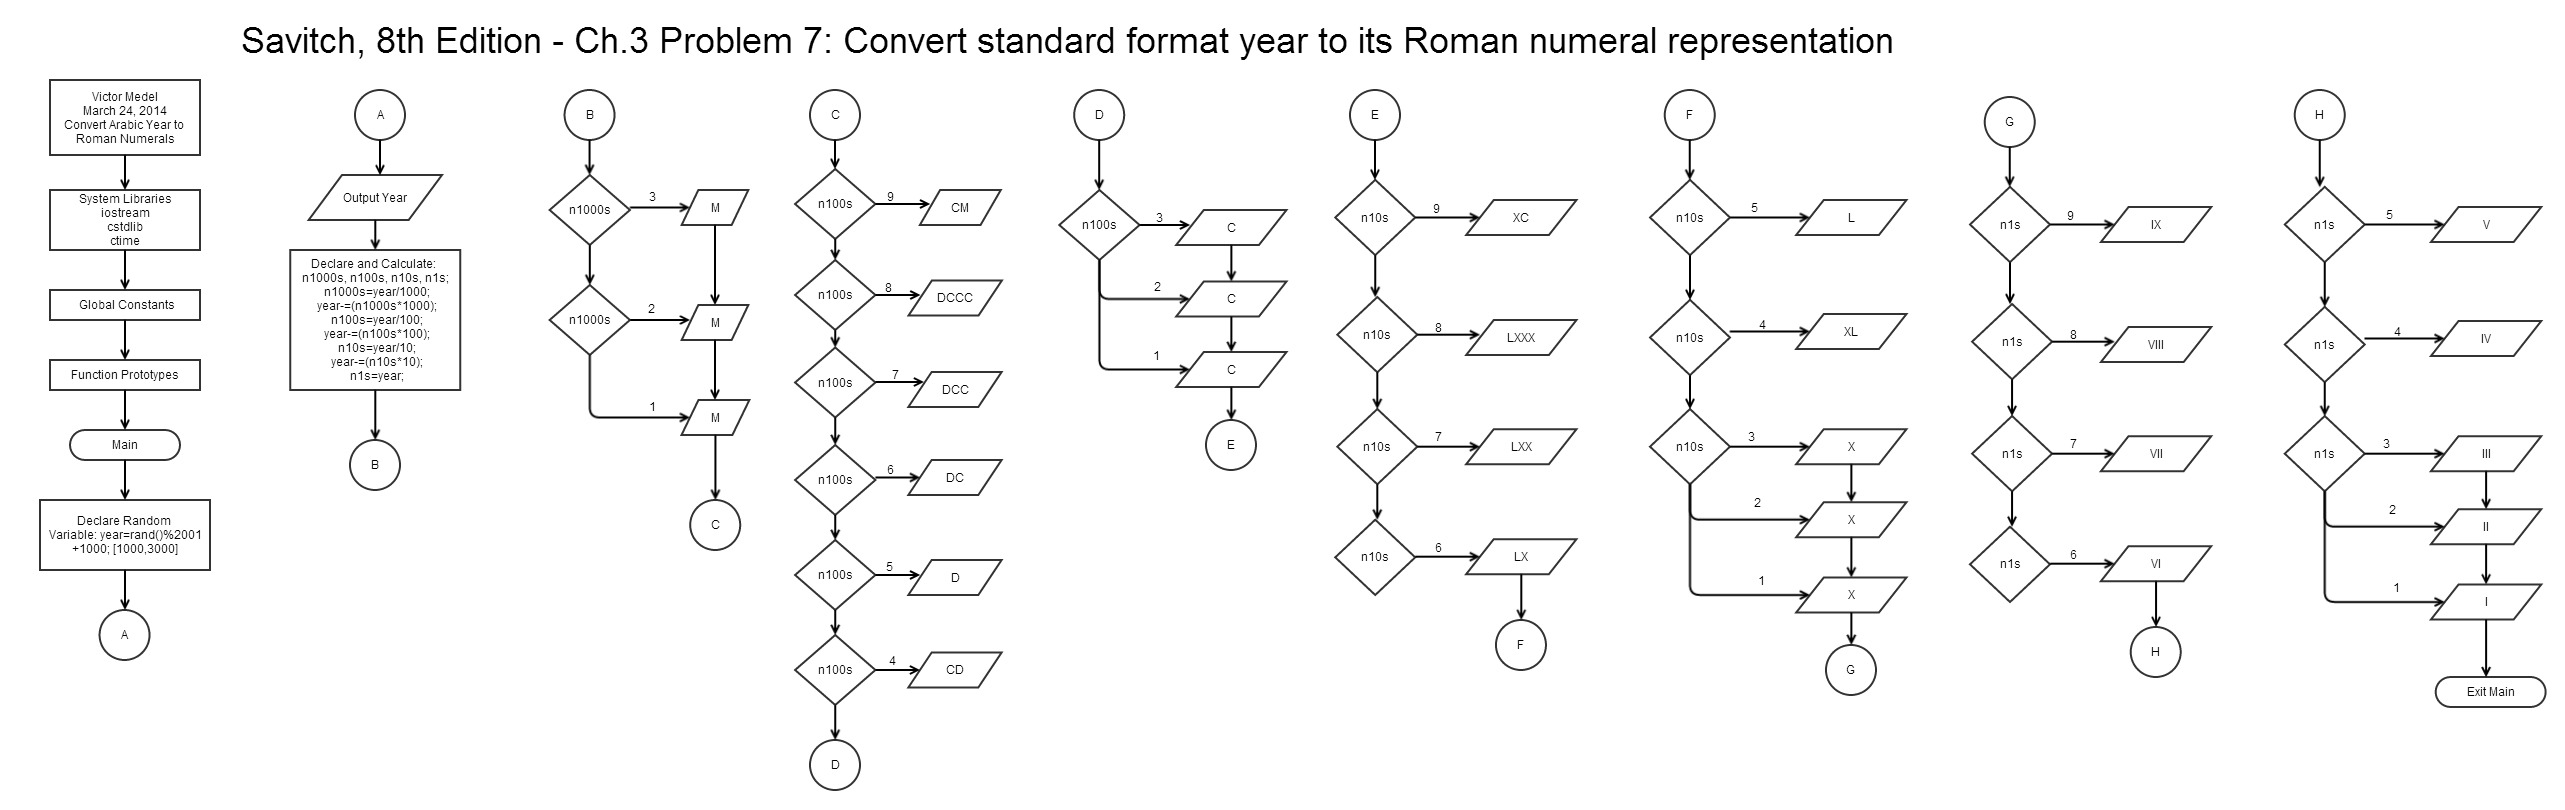 Savitch, 8th Edition - Ch.3 Problem 7: Convert standard format year to its Roman numeral representation
Victor Medel
March 24, 2014
Convert Arabic Year to
Roman Numerals
System Libraries
iostream
cstdlib
ctime
Global Constants
Function Prototypes
Main
Declare Random
Variable: year=rand()%2001
+1000; [1000,3000]
A
A
Output Year
Declare and Calculate:
n1000s, n100s, n10s, n1s;
n1000s=year/1000;
year-=(n1000s*1000);
n100s=year/100;
year-=(n100s*100);
n10s=year/10;
year-=(n10s*10);
n1s=year;
B
B
n1000s
3
M
n1000s
2
M
1
M
C
C
n100s
9
CM
n100s
8
DCCC
n100s
7
DCC
n100s
6
DC
n100s
5
D
n100s
4
CD
D
D
n100s
3
C
2
C
1
C
E
E
n10s
9
XC
n10s
8
LXXX
n10s
7
LXX
n10s
6
LX
F
F
n10s
5
L
n10s
4
XL
n10s
3
X
2
X
1
X
G
G
n1s
9
IX
n1s
8
VIII
n1s
7
VII
n1s
6
VI
H
H
n1s
5
V
n1s
4
IV
n1s
3
III
2
II
1
I
Exit Main